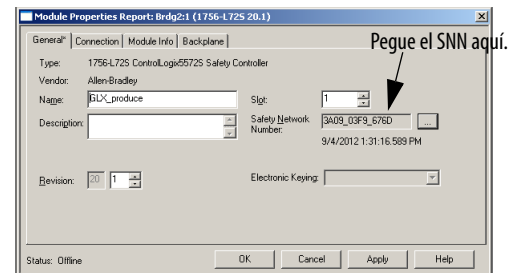 Module Properties Report: Brdg2:1 (1756-L72S 20.1)
General* Connection Module Info Backplane
Pegue el SNN aquí.
Type: 1756-L72S ControlLogix5572S Safety Controller
Vendor: Allen-Bradley
Name: GLX_produce
Slot: 1
Description:
Safety Network Number: 3A09_03F9_676D ...
9/4/2012 1:31:16.589 PM
Revision: 20 1
Electronic Keying:
Status: Offline
OK Cancel Apply Help